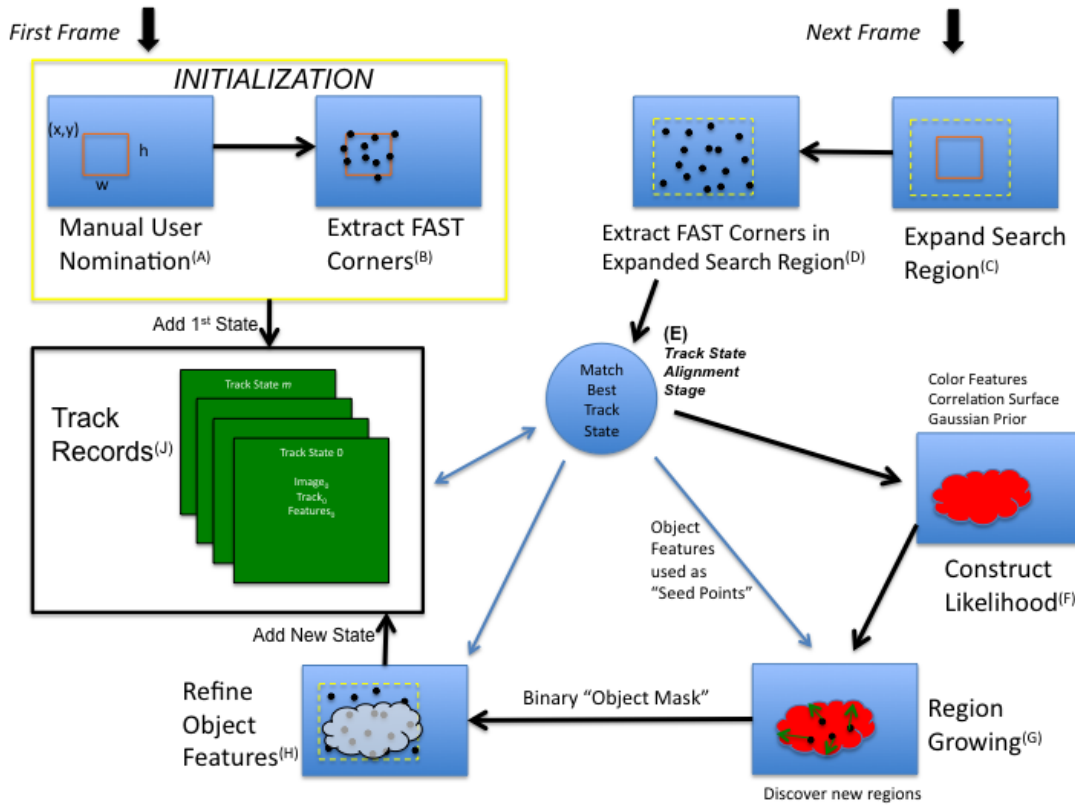 First Frame
Next Frame
INITIALIZATION
(x,y)
h
w
Manual User
Nomination(A)
Extract FAST
Corners(B)
Extract FAST Corners in
Expanded Search Region(D)
Expand Search
Region(C)
Add 1st State
(E)
Track State
Alignment
Stage
Match
Best
Track
State
Color Features
Correlation Surface
Gaussian Prior
Track
Records(J)
Track State m
Track State 0
Image0
Track0
Features0
Object
Features
used as
“Seed Points”
Construct
Likelihood(F)
Add New State
Refine
Object
Features(H)
Binary “Object Mask”
Region
Growing(G)
Discover new regions